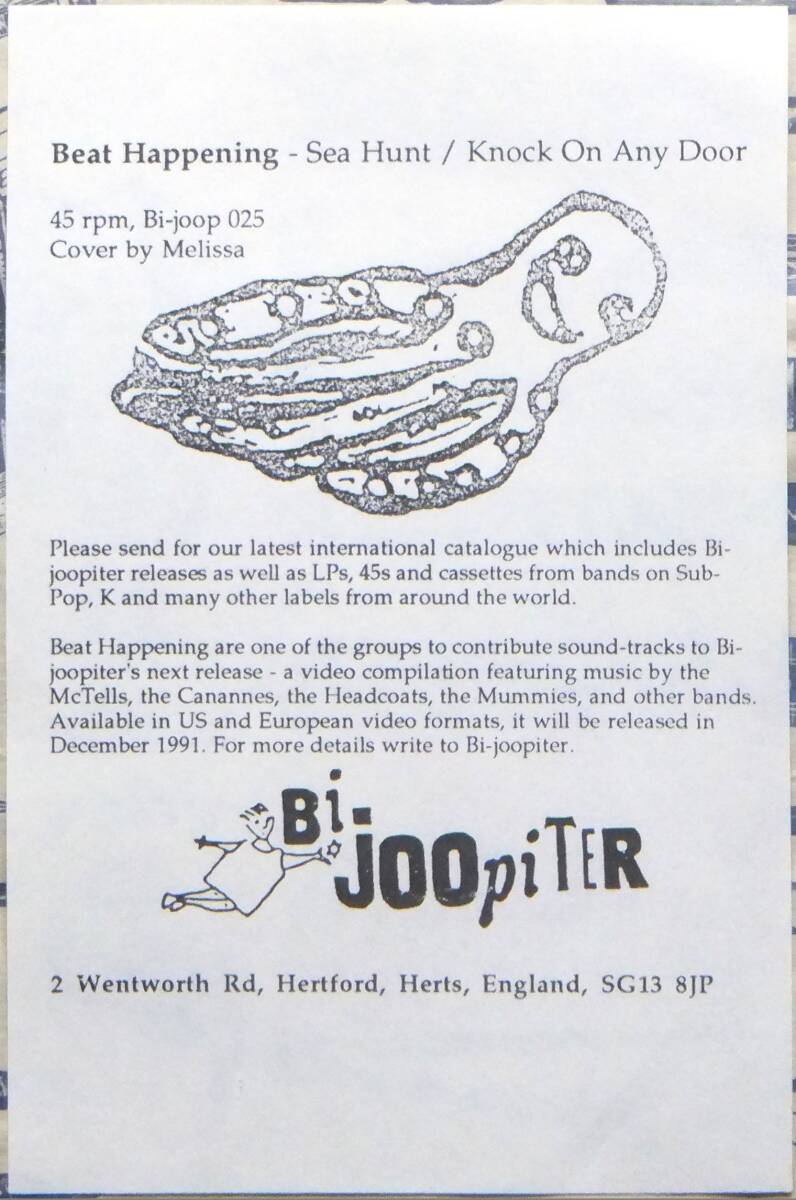 Beat Happening - Sea Hunt / Knock On Any Door
45 rpm, Bi-joop 025
Cover by Melissa
Please send for our latest international catalogue which includes Bi-
joopiter releases as well as LPs, 45s and cassettes from bands on Sub-
Pop, K and many other labels from around the world.
Beat Happening are one of the groups to contribute sound-tracks to Bi-
joopiter's next release - a video compilation featuring music by the
McTells, the Canannes, the Headcoats, the Mummies, and other bands.
Available in US and European video formats, it will be released in
December 1991. For more details write to Bi-joopiter.
Bi-
JOOpiTER
2 Wentworth Rd, Hertford, Herts, England, SG13 8JP